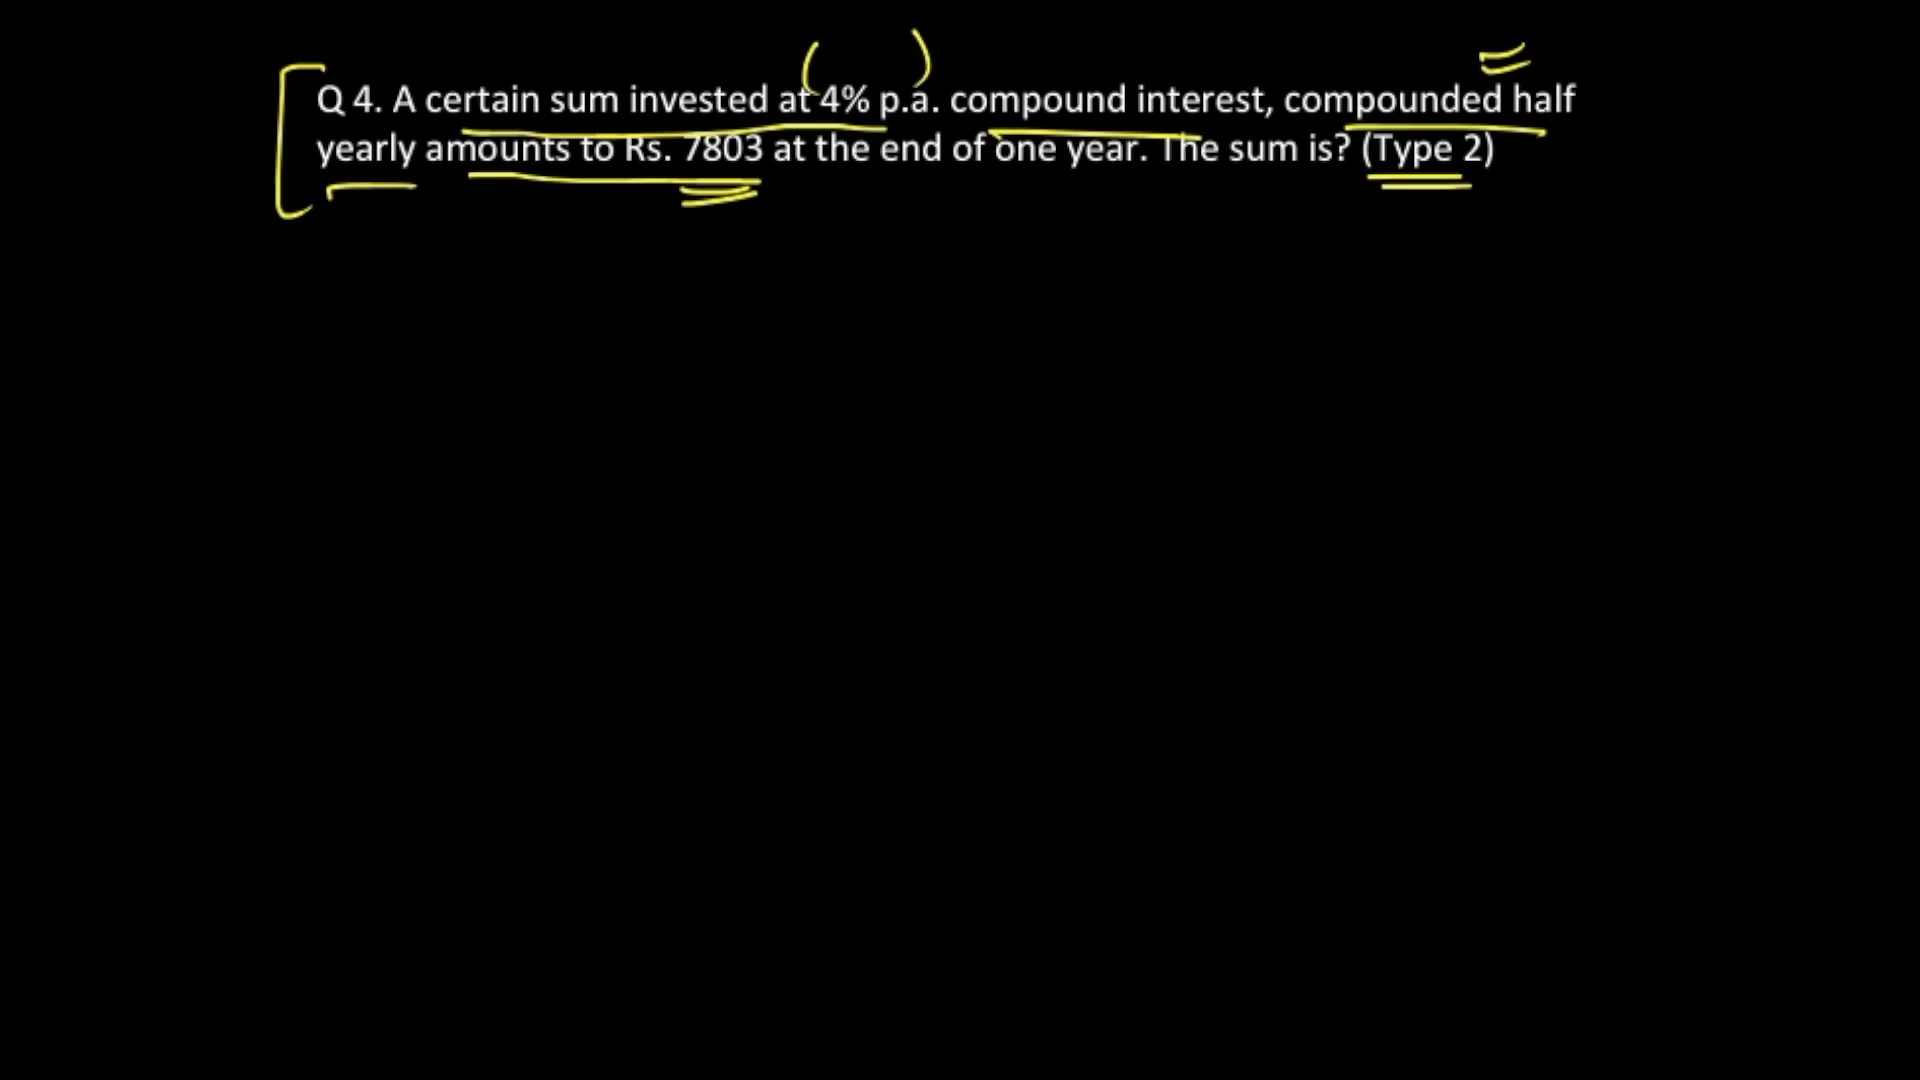 Q 4. A certain sum invested at 4% p.a. compound interest, compounded half
yearly amounts to Rs. 7803 at the end of one year. The sum is? (Type 2)